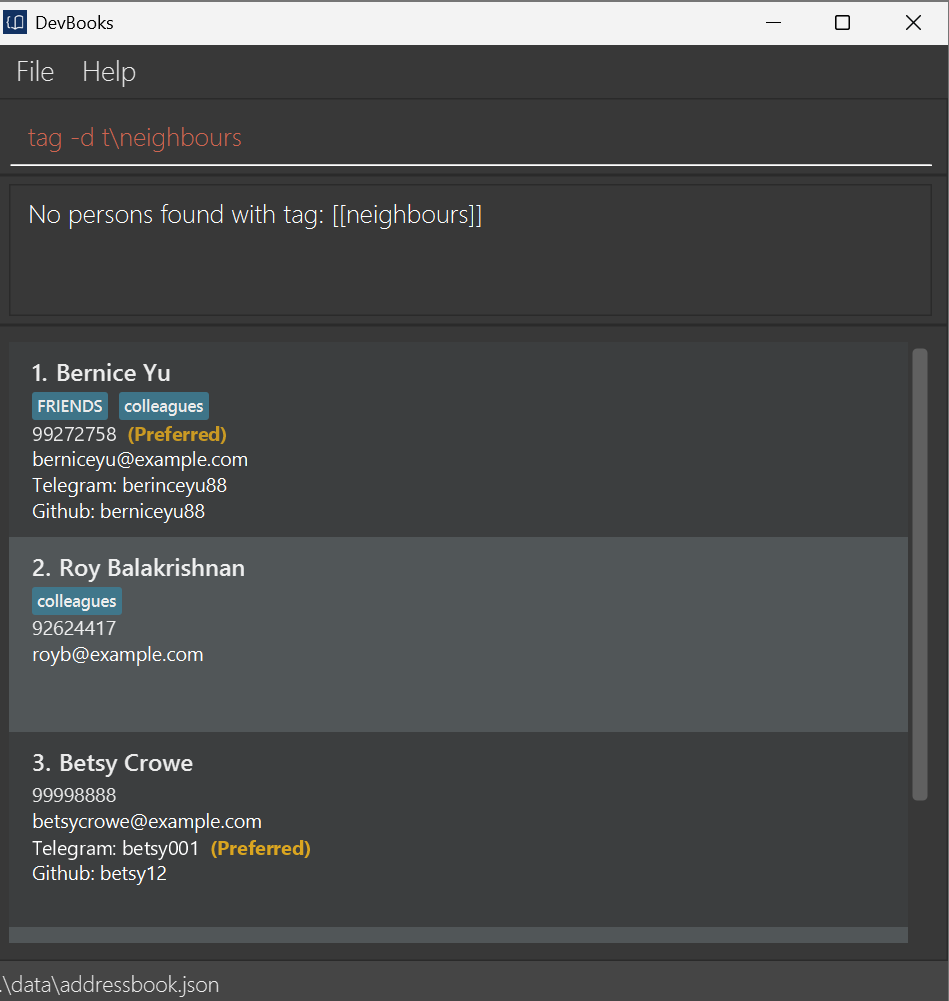 DevBooks
File Help
tag -d t\neighbours
No persons found with tag: [[neighbours]]
1. Bernice Yu
FRIENDS colleagues
99272758 (Preferred)
berniceyu@example.com
Telegram: berinceyu88
Github: berniceyu88
2. Roy Balakrishnan
colleagues
92624417
royb@example.com
3. Betsy Crowe
99998888
betsycrowe@example.com
Telegram: betsy001 (Preferred)
Github: betsy12
.\data\addressbook.json